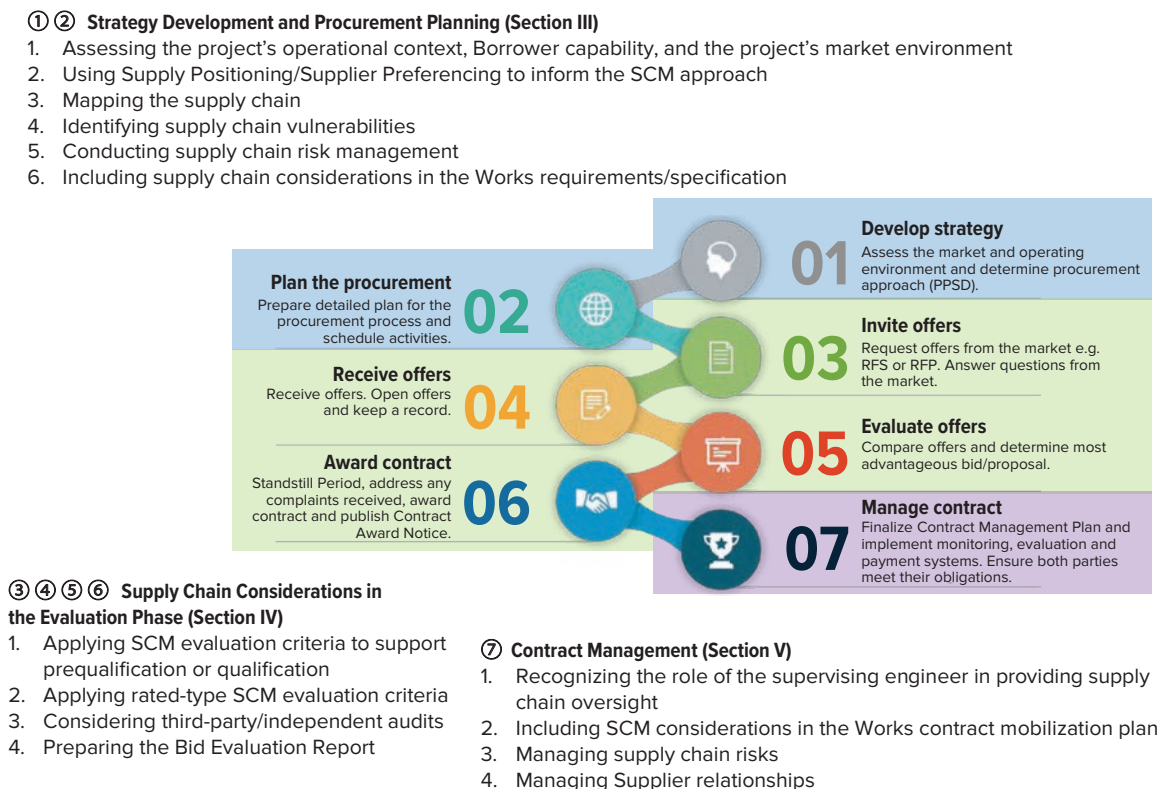 ① ② Strategy Development and Procurement Planning (Section III)
1. Assessing the project's operational context, Borrower capability, and the project's market environment
2. Using Supply Positioning/Supplier Preferencing to inform the SCM approach
3. Mapping the supply chain
4. Identifying supply chain vulnerabilities
5. Conducting supply chain risk management
6. Including supply chain considerations in the Works requirements/specification
01
Develop strategy
Assess the market and operating
environment and determine procurement
approach (PPSD).
Plan the procurement
Prepare detailed plan for the
procurement process and
schedule activities.
02
03
Invite offers
Request offers from the market e.g.
RFS or RFP. Answer questions from
the market.
Receive offers
Receive offers. Open offers
and keep a record.
04
05
Evaluate offers
Compare offers and determine most
advantageous bid/proposal.
Award contract
Standstill Period, address any
complaints received, award
contract and publish Contract
Award Notice.
06
07
Manage contract
Finalize Contract Management Plan and
implement monitoring, evaluation and
payment systems. Ensure both parties
meet their obligations.
③ ④ ⑤ ⑥ Supply Chain Considerations in
the Evaluation Phase (Section IV)
1. Applying SCM evaluation criteria to support
prequalification or qualification
2. Applying rated-type SCM evaluation criteria
3. Considering third-party/independent audits
4. Preparing the Bid Evaluation Report
⑦ Contract Management (Section V)
1. Recognizing the role of the supervising engineer in providing supply
chain oversight
2. Including SCM considerations in the Works contract mobilization plan
3. Managing supply chain risks
4. Managing Supplier relationships